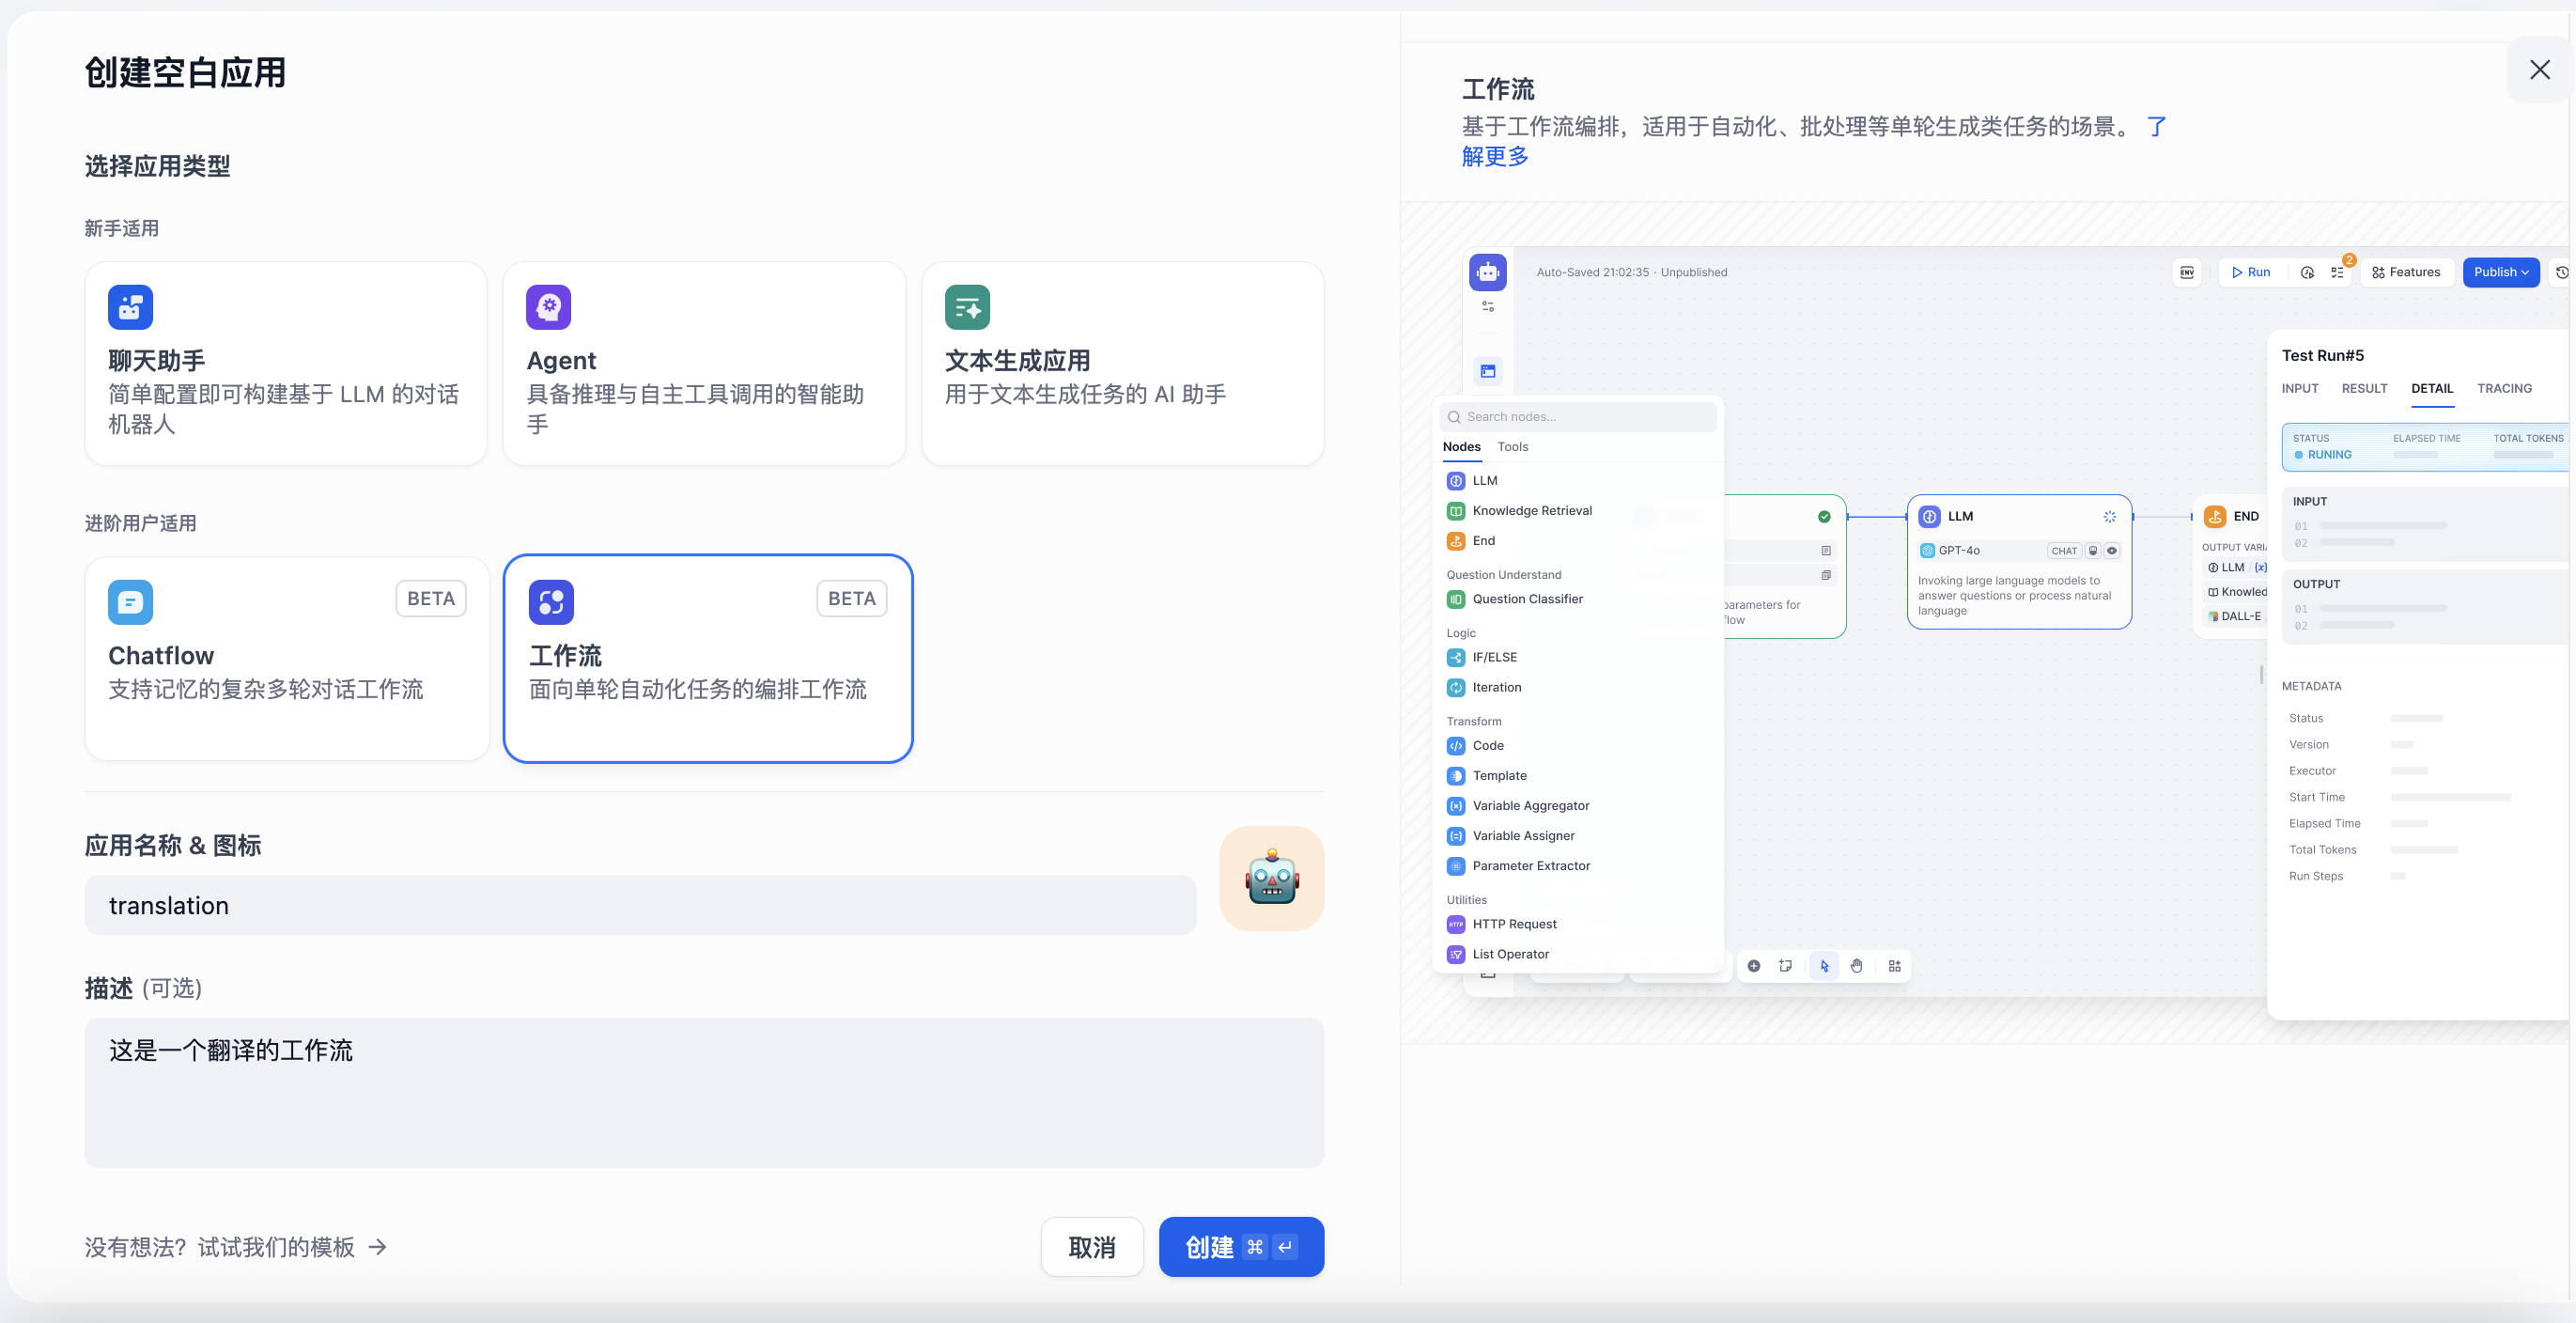 创建空白应用
选择应用类型
新手适用
聊天助手
简单配置即可构建基于 LLM 的对话
机器人
Agent
具备推理与自主工具调用的智能助
手
文本生成应用
用于文本生成任务的 AI 助手
进阶用户适用
BETA
Chatflow
支持记忆的复杂多轮对话工作流
BETA
工作流
面向单轮自动化任务的编排工作流
应用名称 & 图标
translation
描述 (可选)
这是一个翻译的工作流
没有想法？试试我们的模板 →
取消
创建 ⌘ ↵
工作流
基于工作流编排，适用于自动化、批处理等单轮生成类任务的场景。 了
解更多
Auto-Saved 21:02:35 · Unpublished
ENV
Run
2
Features
Publish
Search nodes...
Nodes Tools
LLM
Knowledge Retrieval
End
Question Understand
Question Classifier
Logic
IF/ELSE
Iteration
Transform
Code
Template
Variable Aggregator
Variable Assigner
Parameter Extractor
Utilities
HTTP Request
List Operator
parameters for
flow
LLM
GPT-4o CHAT
Invoking large language models to
answer questions or process natural
language
END
OUTPUT VARIA
LLM / {x}
Knowled
DALL-E
Test Run#5
INPUT RESULT DETAIL TRACING
STATUS ELAPSED TIME TOTAL TOKENS
RUNING
INPUT
01
02
OUTPUT
01
02
METADATA
Status
Version
Executor
Start Time
Elapsed Time
Total Tokens
Run Steps